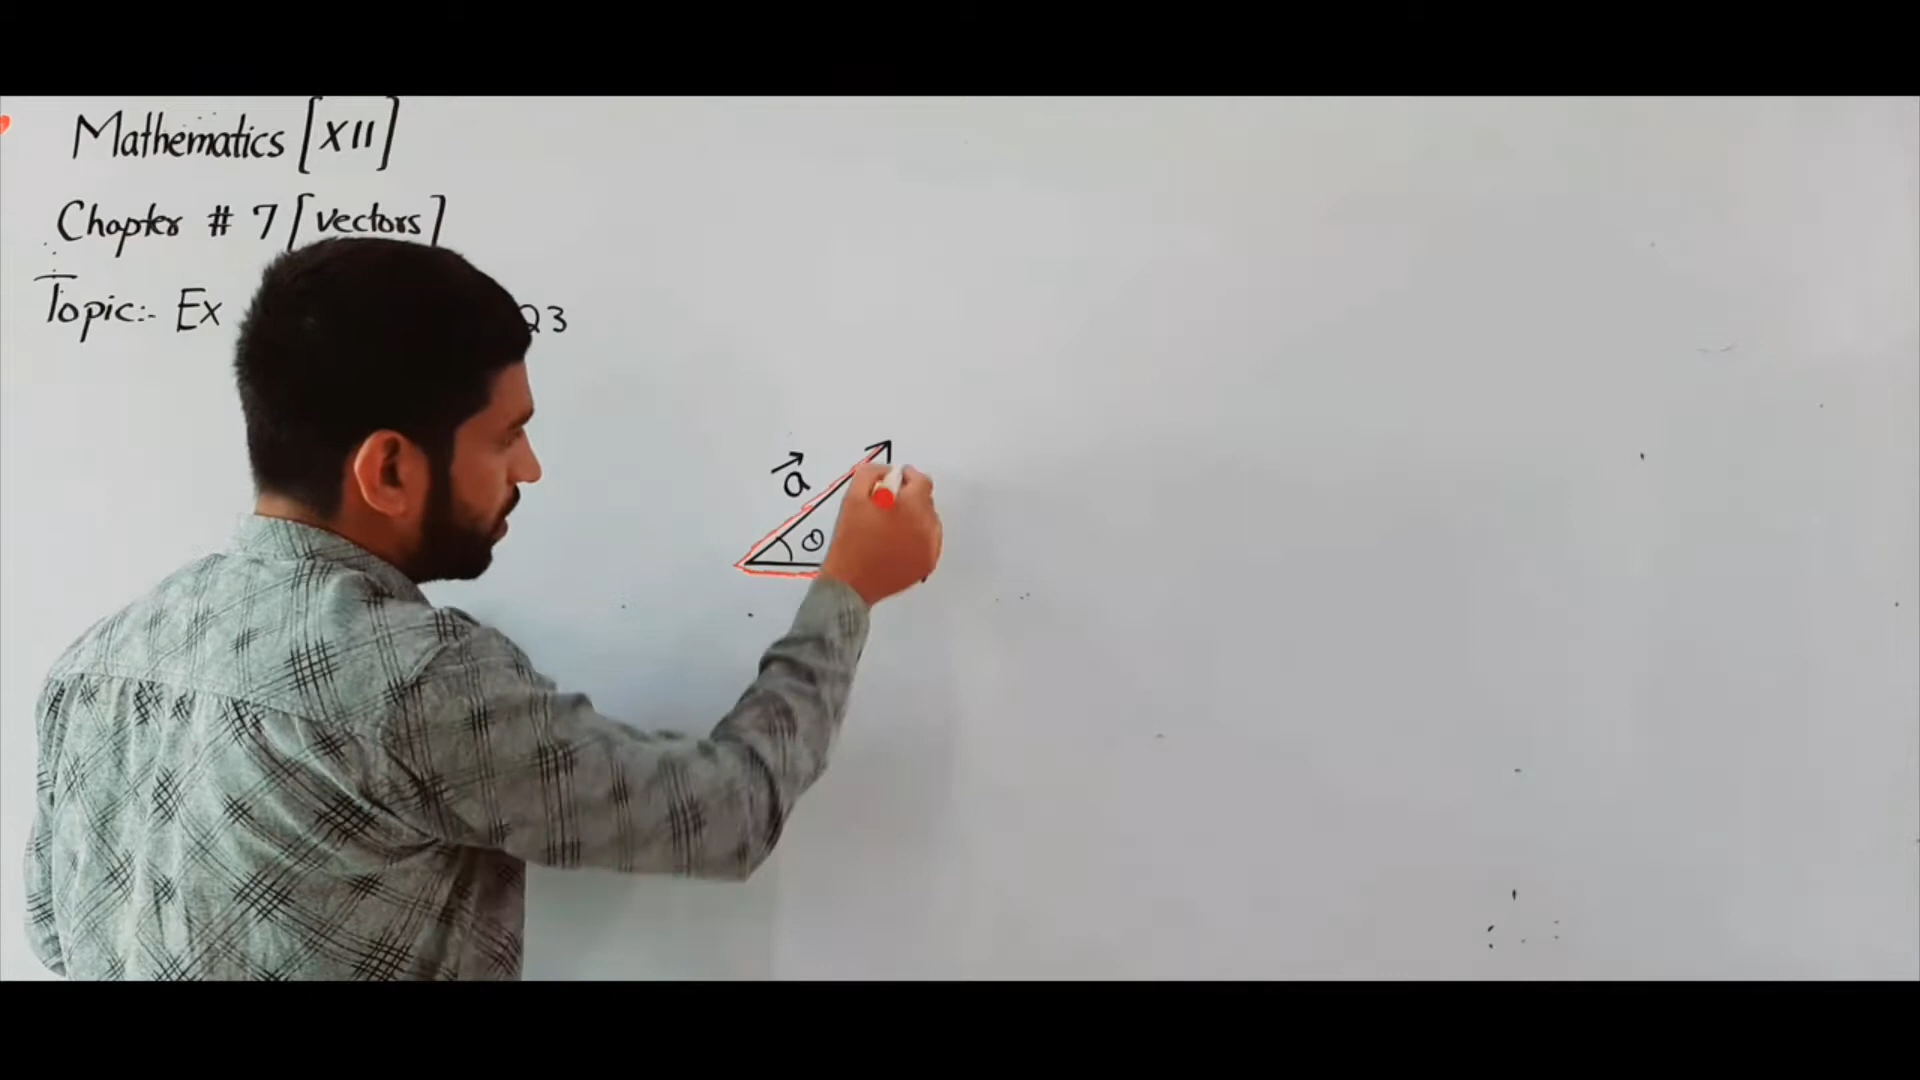 Mathematics [XII]
Chapter # 7 [vectors]
Topic:- Ex
Q3
a⃗
θ